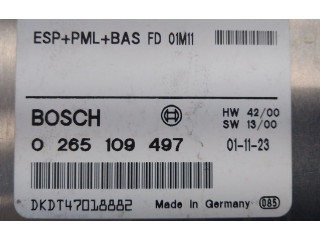 ESP+PML+BAS FD 01M11
BOSCH
HW 42/00
SW 13/00
0 265 109 497
01-11-23
DKDT47018882
Made in Germany
085